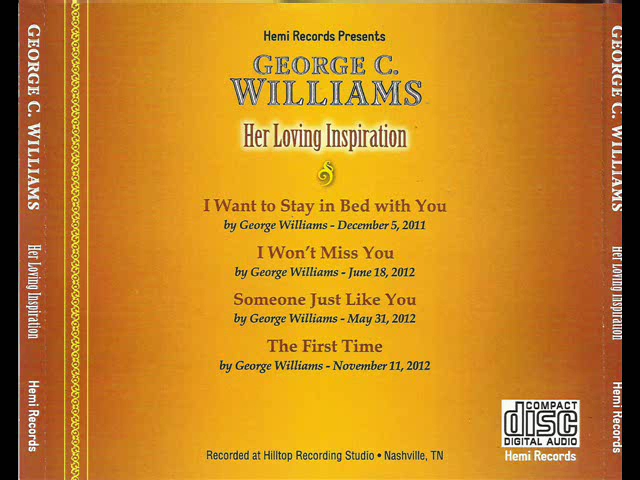 GEORGE C. WILLIAMS
Her Loving Inspiration
Hemi Records
Hemi Records Presents
GEORGE C.
WILLIAMS
Her Loving Inspiration
I Want to Stay in Bed with You
by George Williams - December 5, 2011
I Won't Miss You
by George Williams - June 18, 2012
Someone Just Like You
by George Williams - May 31, 2012
The First Time
by George Williams - November 11, 2012
Recorded at Hilltop Recording Studio • Nashville, TN
COMPACT
disc
DIGITAL AUDIO
Hemi Records
GEORGE C. WILLIAMS
Her Loving Inspiration
Hemi Records